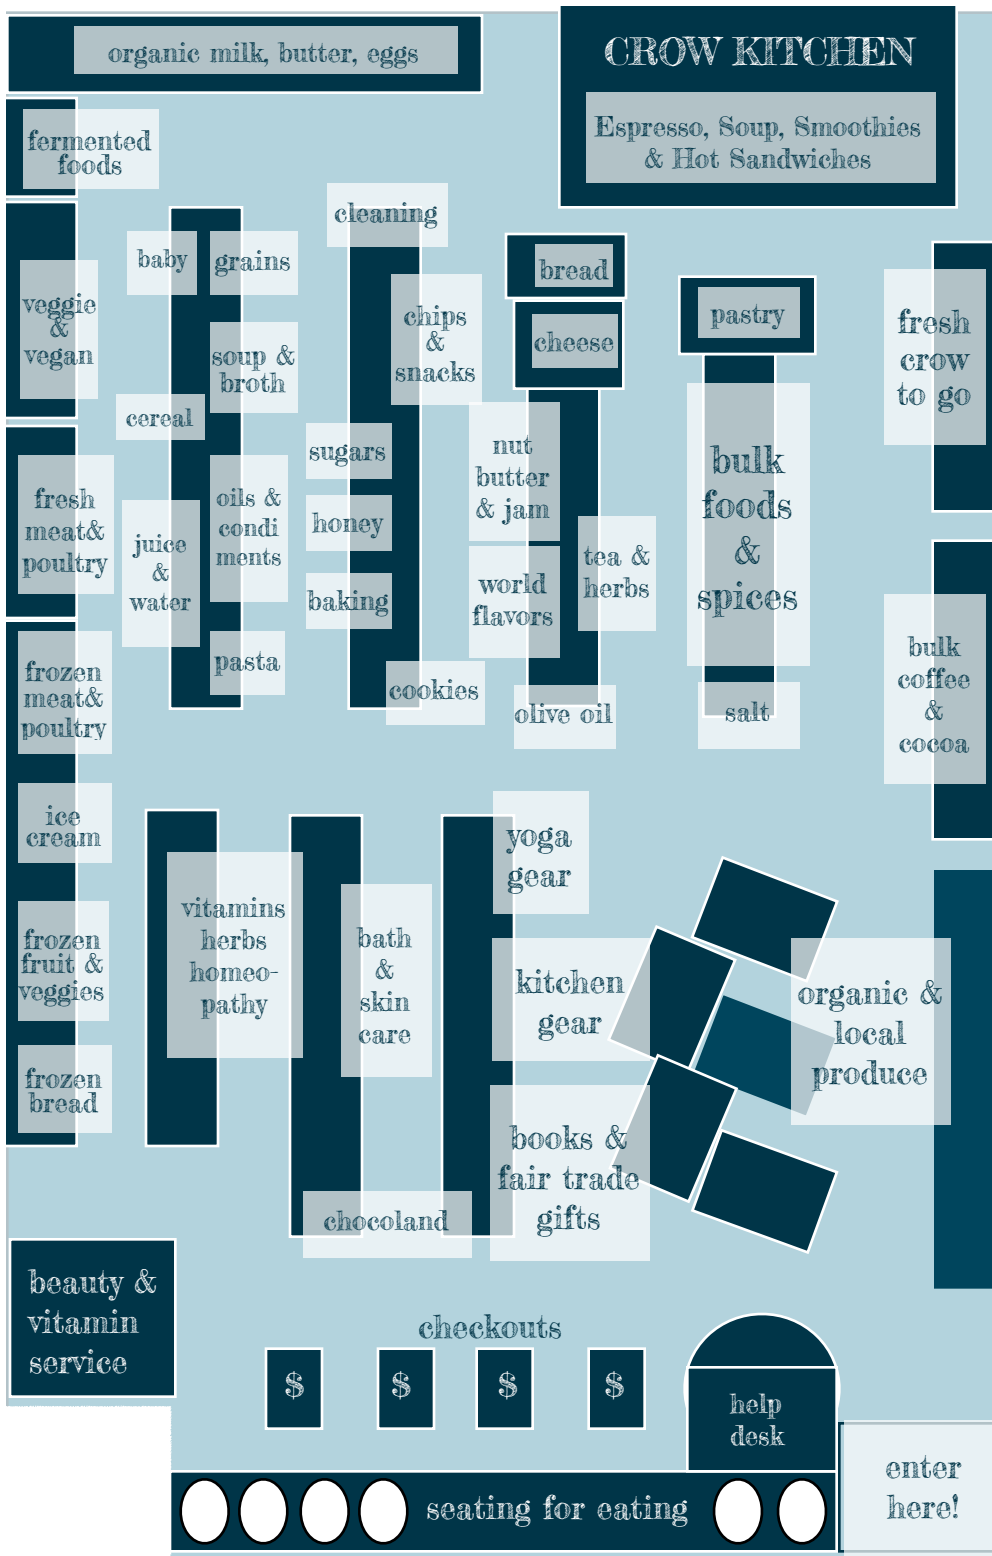 organic milk, butter, eggs
CROW KITCHEN
Espresso, Soup, Smoothies
& Hot Sandwiches
fermented
foods
cleaning
baby
grains
bread
veggie
&
vegan
chips
&
snacks
pastry
fresh
crow
to go
cheese
soup &
broth
cereal
sugars
nut
butter
& jam
bulk
foods
&
spices
fresh
meat&
poultry
oils &
condi
ments
honey
juice
&
water
tea &
herbs
world
flavors
baking
bulk
coffee
&
cocoa
frozen
meat&
poultry
pasta
cookies
olive oil
salt
ice
cream
yoga
gear
vitamins
herbs
homeo-
pathy
bath
&
skin
care
frozen
fruit &
veggies
kitchen
gear
organic &
local
produce
frozen
bread
books &
fair trade
gifts
chocoland
beauty &
vitamin
service
checkouts
$ $ $ $
help
desk
enter
here!
seating for eating